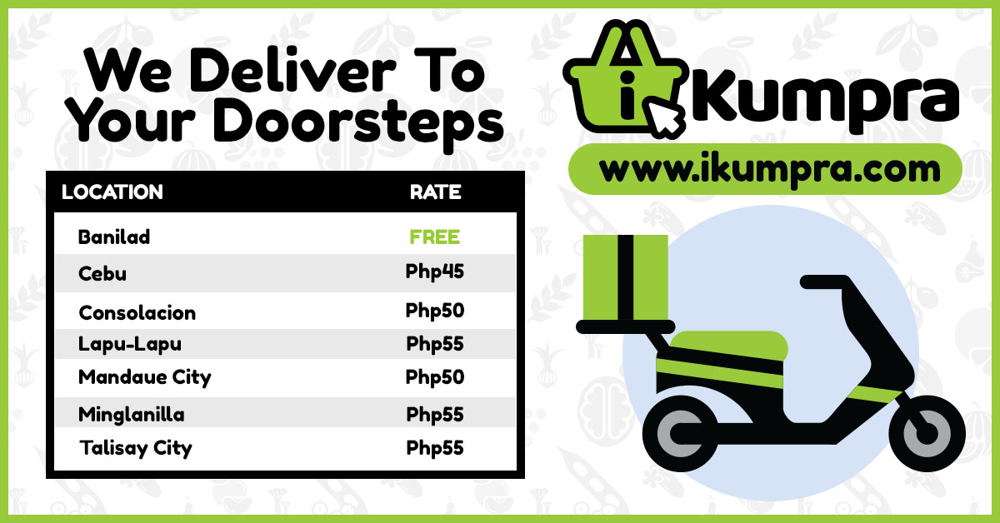 We Deliver To
Your Doorsteps
LOCATION RATE
Banilad FREE
Cebu Php45
Consolacion Php50
Lapu-Lapu Php55
Mandaue City Php50
Minglanilla Php55
Talisay City Php55
i Kumpra
www.ikumpra.com